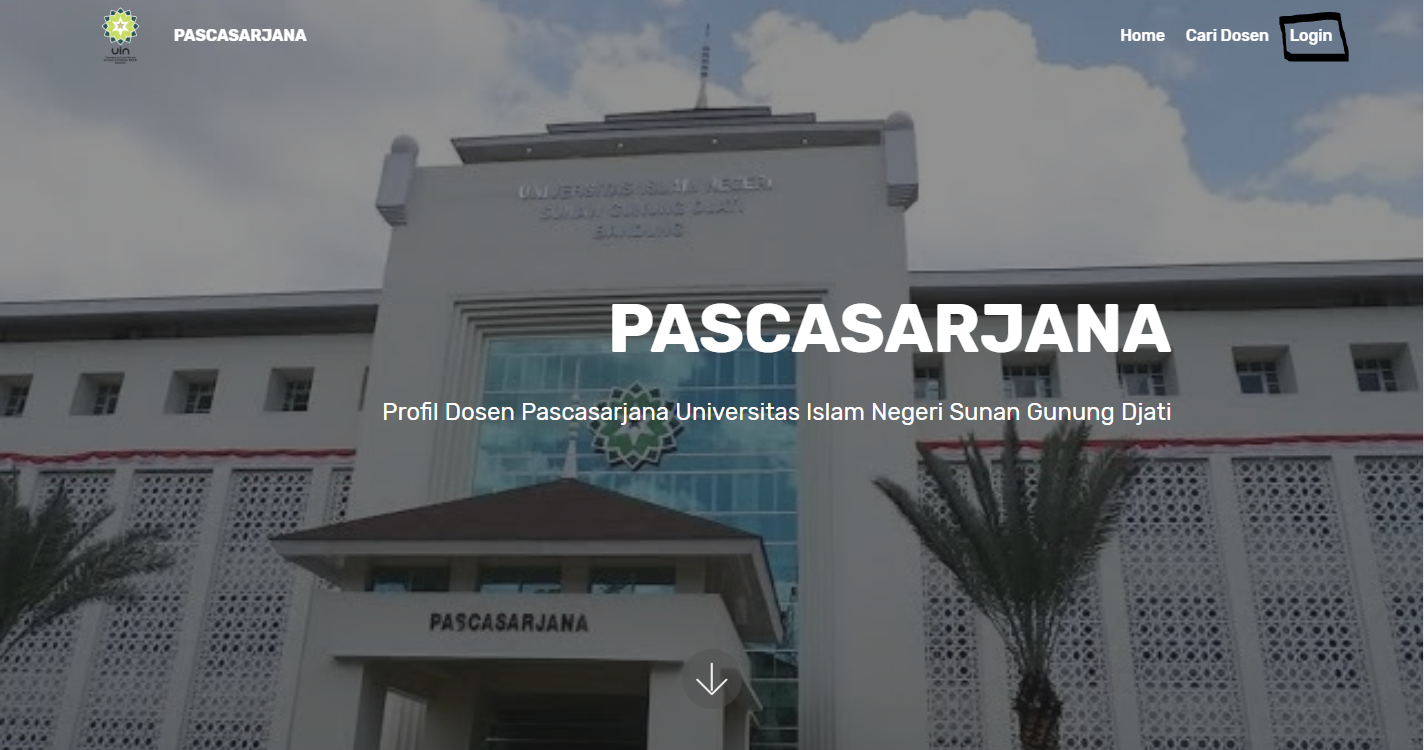 uin
PASCASARJANA
Home
Cari Dosen
Login
UNIVERSITAS ISLAM NEGERI
SUNAN GUNUNG DJATI
BANDUNG
PASCASARJANA
Profil Dosen Pascasarjana Universitas Islam Negeri Sunan Gunung Djati
PASCASARJANA